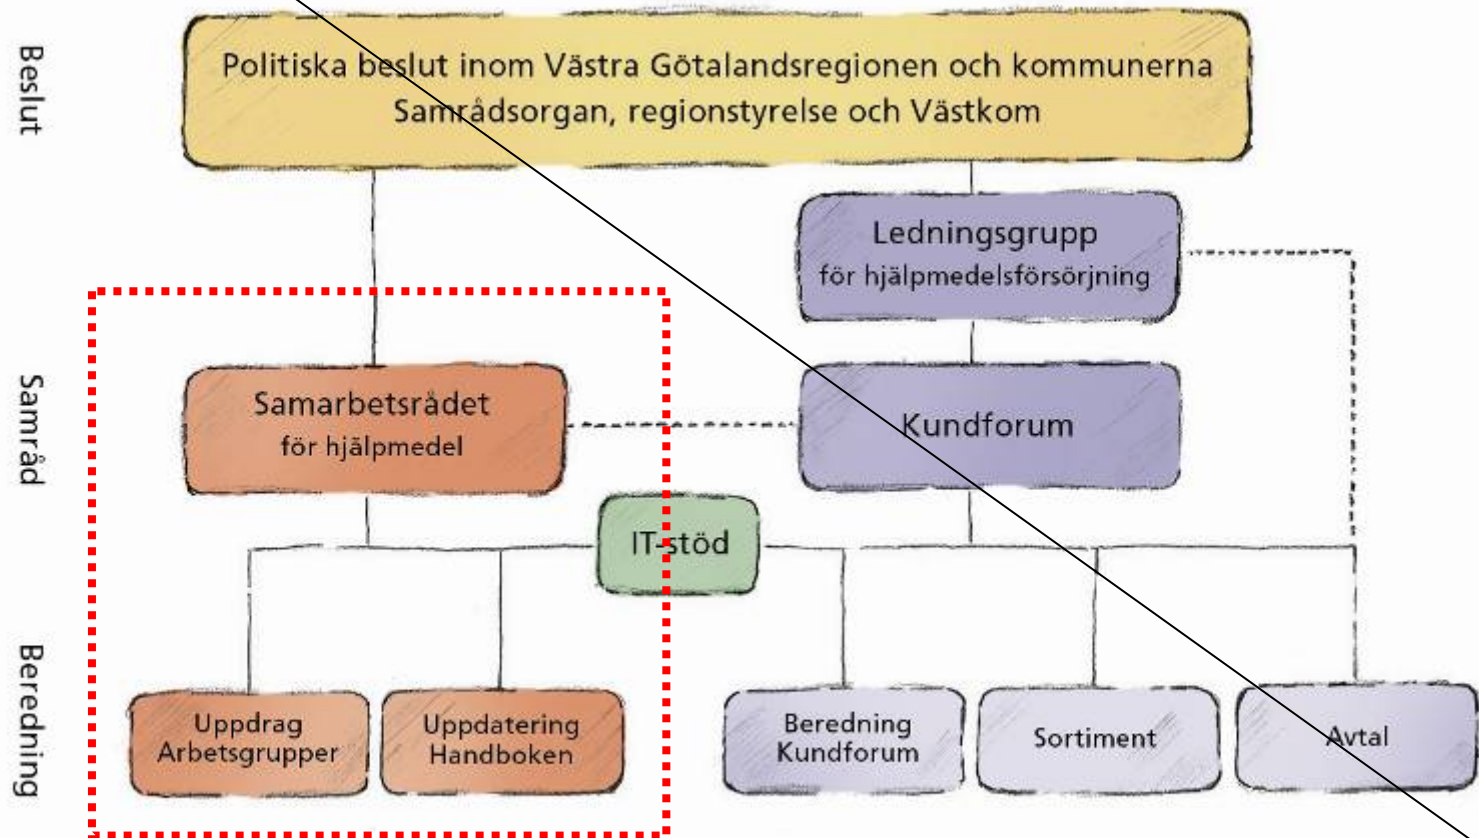 Beslut
Politiska beslut inom Västra Götalandsregionen och kommunerna
Samrådsorgan, regionstyrelse och Västkom
Ledningsgrupp
för hjälpmedelsförsörjning
Samråd
Samarbetsrådet
för hjälpmedel
Kundforum
IT-stöd
Beredning
Uppdrag
Arbetsgrupper
Uppdatering
Handboken
Beredning
Kundforum
Sortiment
Avtal